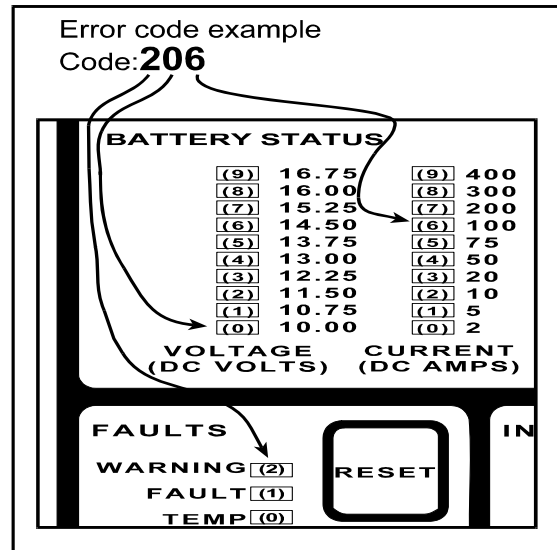 Error code example
Code:206
BATTERY STATUS
(9) 16.75 (9) 400
(8) 16.00 (8) 300
(7) 15.25 (7) 200
(6) 14.50 (6) 100
(5) 13.75 (5) 75
(4) 13.00 (4) 50
(3) 12.25 (3) 20
(2) 11.50 (2) 10
(1) 10.75 (1) 5
(0) 10.00 (0) 2
VOLTAGE CURRENT
(DC VOLTS) (DC AMPS)
FAULTS IN
WARNING (2)
RESET
FAULT (1)
TEMP (0)